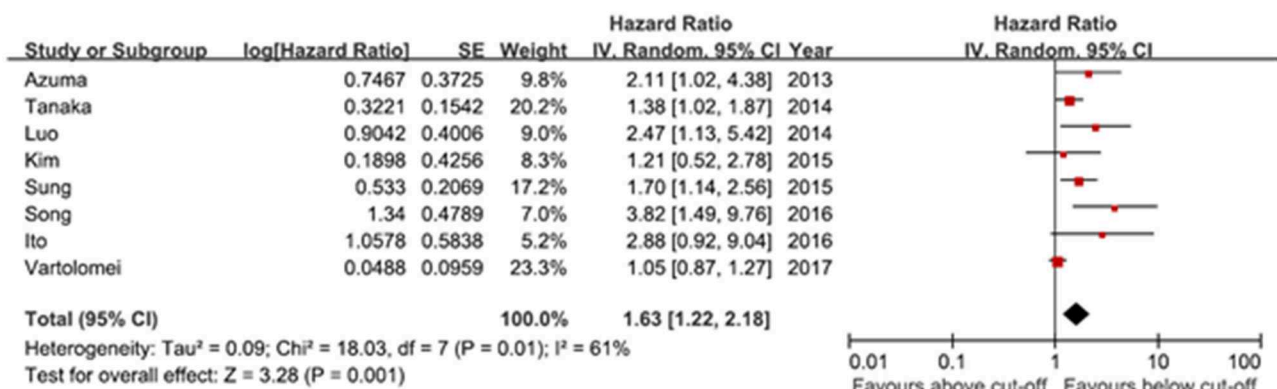 Hazard Ratio Hazard Ratio
Study or Subgroup log[Hazard Ratio] SE Weight IV, Random, 95% CI Year IV, Random, 95% CI
Azuma 0.7467 0.3725 9.8% 2.11 [1.02, 4.38] 2013
Tanaka 0.3221 0.1542 20.2% 1.38 [1.02, 1.87] 2014
Luo 0.9042 0.4006 9.0% 2.47 [1.13, 5.42] 2014
Kim 0.1898 0.4256 8.3% 1.21 [0.52, 2.78] 2015
Sung 0.533 0.2069 17.2% 1.70 [1.14, 2.56] 2015
Song 1.34 0.4789 7.0% 3.82 [1.49, 9.76] 2016
Ito 1.0578 0.5838 5.2% 2.88 [0.92, 9.04] 2016
Vartolomei 0.0488 0.0959 23.3% 1.05 [0.87, 1.27] 2017
Total (95% CI) 100.0% 1.63 [1.22, 2.18]
Heterogeneity: Tau² = 0.09; Chi² = 18.03, df = 7 (P = 0.01); I² = 61%
Test for overall effect: Z = 3.28 (P = 0.001)
0.01 0.1 1 10 100
Favours above cut-off Favours below cut-off